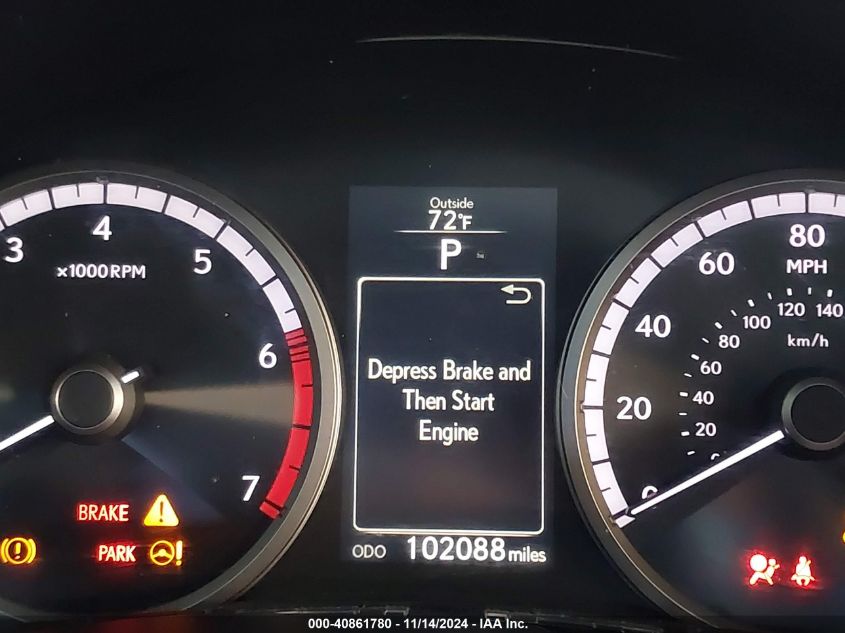 Outside
72°F
P
3
4
5
6
7
x1000RPM
BRAKE
PARK
Depress Brake and
Then Start
Engine
ODO 102088 miles
0
20
40
60
80
MPH
20
40
60
80
100
120
140
km/h
000-40861780 - 11/14/2024 - IAA Inc.